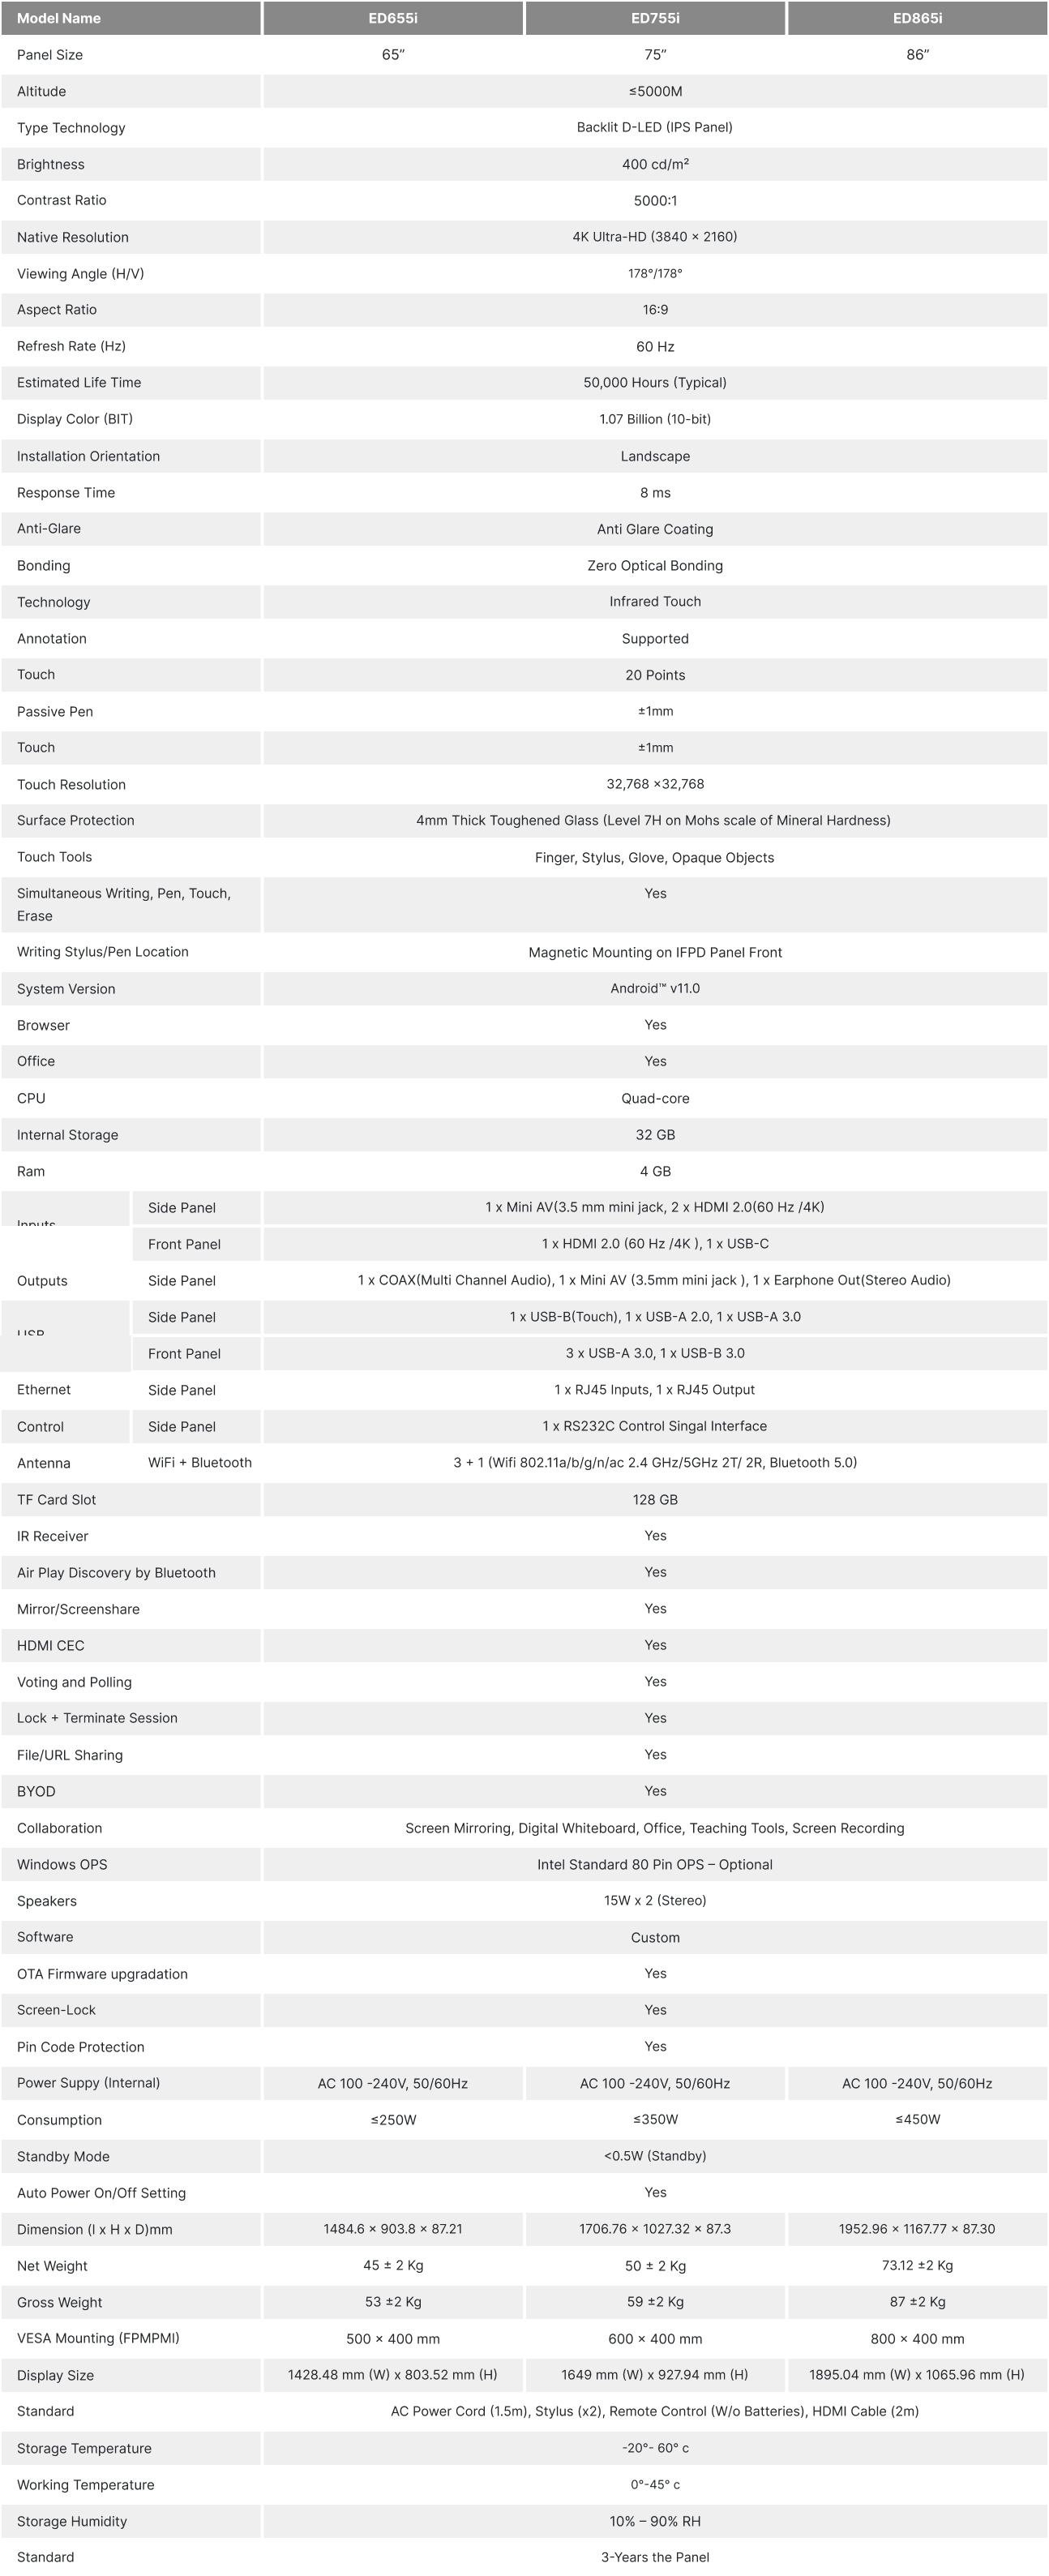 Model Name ED655i ED755i ED865i
Panel Size 65” 75” 86”
Altitude ≤5000M
Type Technology Backlit D-LED (IPS Panel)
Brightness 400 cd/m²
Contrast Ratio 5000:1
Native Resolution 4K Ultra-HD (3840 × 2160)
Viewing Angle (H/V) 178°/178°
Aspect Ratio 16:9
Refresh Rate (Hz) 60 Hz
Estimated Life Time 50,000 Hours (Typical)
Display Color (BIT) 1.07 Billion (10-bit)
Installation Orientation Landscape
Response Time 8 ms
Anti-Glare Anti Glare Coating
Bonding Zero Optical Bonding
Technology Infrared Touch
Annotation Supported
Touch 20 Points
Passive Pen ±1mm
Touch ±1mm
Touch Resolution 32,768 ×32,768
Surface Protection 4mm Thick Toughened Glass (Level 7H on Mohs scale of Mineral Hardness)
Touch Tools Finger, Stylus, Glove, Opaque Objects
Simultaneous Writing, Pen, Touch, Yes
Erase
Writing Stylus/Pen Location Magnetic Mounting on IFPD Panel Front
System Version Android™ v11.0
Browser Yes
Office Yes
CPU Quad-core
Internal Storage 32 GB
Ram 4 GB
Side Panel 1 x Mini AV(3.5 mm mini jack, 2 x HDMI 2.0(60 Hz /4K)
Inputs
Front Panel 1 x HDMI 2.0 (60 Hz /4K ), 1 x USB-C
Outputs Side Panel 1 x COAX(Multi Channel Audio), 1 x Mini AV (3.5mm mini jack ), 1 x Earphone Out(Stereo Audio)
Side Panel 1 x USB-B(Touch), 1 x USB-A 2.0, 1 x USB-A 3.0
USB
Front Panel 3 x USB-A 3.0, 1 x USB-B 3.0
Ethernet Side Panel 1 x RJ45 Inputs, 1 x RJ45 Output
Control Side Panel 1 x RS232C Control Singal Interface
Antenna WiFi + Bluetooth 3 + 1 (Wifi 802.11a/b/g/n/ac 2.4 GHz/5GHz 2T/ 2R, Bluetooth 5.0)
TF Card Slot 128 GB
IR Receiver Yes
Air Play Discovery by Bluetooth Yes
Mirror/Screenshare Yes
HDMI CEC Yes
Voting and Polling Yes
Lock + Terminate Session Yes
File/URL Sharing Yes
BYOD Yes
Collaboration Screen Mirroring, Digital Whiteboard, Office, Teaching Tools, Screen Recording
Windows OPS Intel Standard 80 Pin OPS – Optional
Speakers 15W x 2 (Stereo)
Software Custom
OTA Firmware upgradation Yes
Screen-Lock Yes
Pin Code Protection Yes
Power Suppy (Internal) AC 100 -240V, 50/60Hz AC 100 -240V, 50/60Hz AC 100 -240V, 50/60Hz
Consumption ≤250W ≤350W ≤450W
Standby Mode <0.5W (Standby)
Auto Power On/Off Setting Yes
Dimension (l x H x D)mm 1484.6 × 903.8 × 87.21 1706.76 × 1027.32 × 87.3 1952.96 × 1167.77 × 87.30
Net Weight 45 ± 2 Kg 50 ± 2 Kg 73.12 ±2 Kg
Gross Weight 53 ±2 Kg 59 ±2 Kg 87 ±2 Kg
VESA Mounting (FPMPMI) 500 × 400 mm 600 × 400 mm 800 × 400 mm
Display Size 1428.48 mm (W) x 803.52 mm (H) 1649 mm (W) x 927.94 mm (H) 1895.04 mm (W) x 1065.96 mm (H)
Standard AC Power Cord (1.5m), Stylus (x2), Remote Control (W/o Batteries), HDMI Cable (2m)
Storage Temperature -20°- 60° c
Working Temperature 0°-45° c
Storage Humidity 10% – 90% RH
Standard 3-Years the Panel